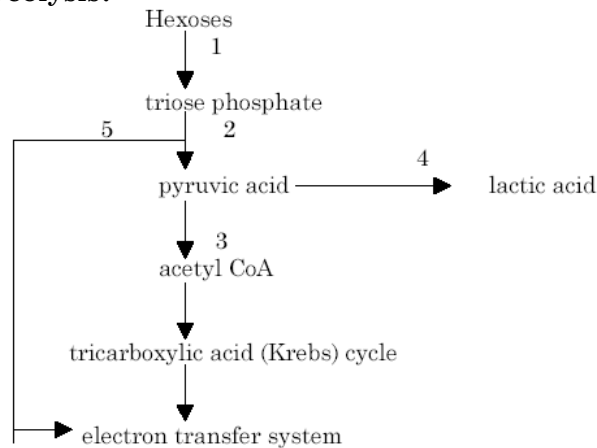 Hexoses
1
triose phosphate
5 2
4
pyruvic acid lactic acid
3
acetyl CoA
tricarboxylic acid (Krebs) cycle
electron transfer system